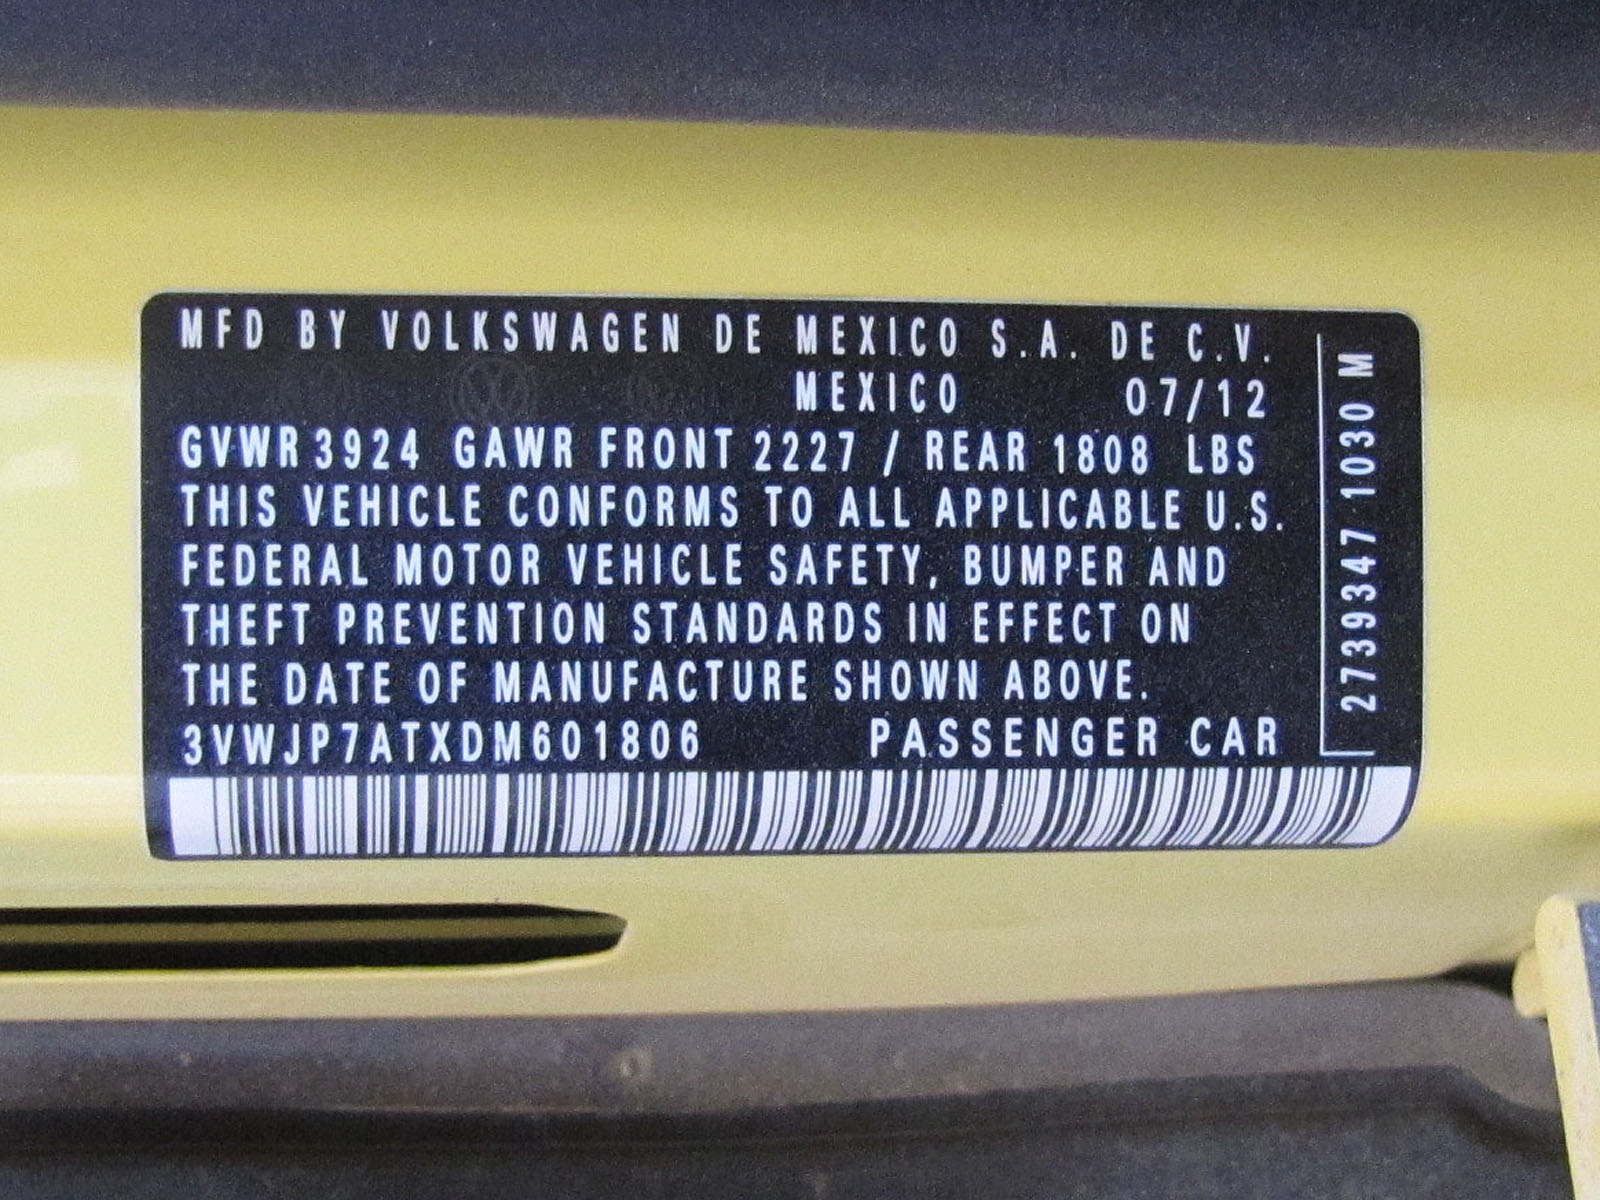 MFD BY VOLKSWAGEN DE MEXICO S.A. DE C.V.
MEXICO 07/12
GVWR 3924 GAWR FRONT 2227 / REAR 1808 LBS
THIS VEHICLE CONFORMS TO ALL APPLICABLE U.S.
FEDERAL MOTOR VEHICLE SAFETY, BUMPER AND
THEFT PREVENTION STANDARDS IN EFFECT ON
THE DATE OF MANUFACTURE SHOWN ABOVE.
3VWJP7ATXDM601806 PASSENGER CAR
2739347 1030 M